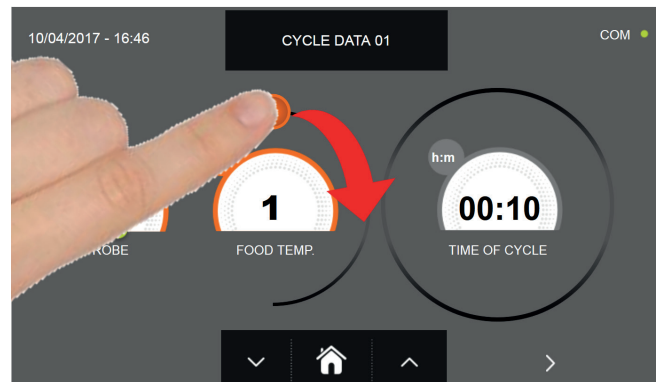 10/04/2017 - 16:46
CYCLE DATA 01
COM
h:m
1
00:10
FOOD TEMP.
TIME OF CYCLE